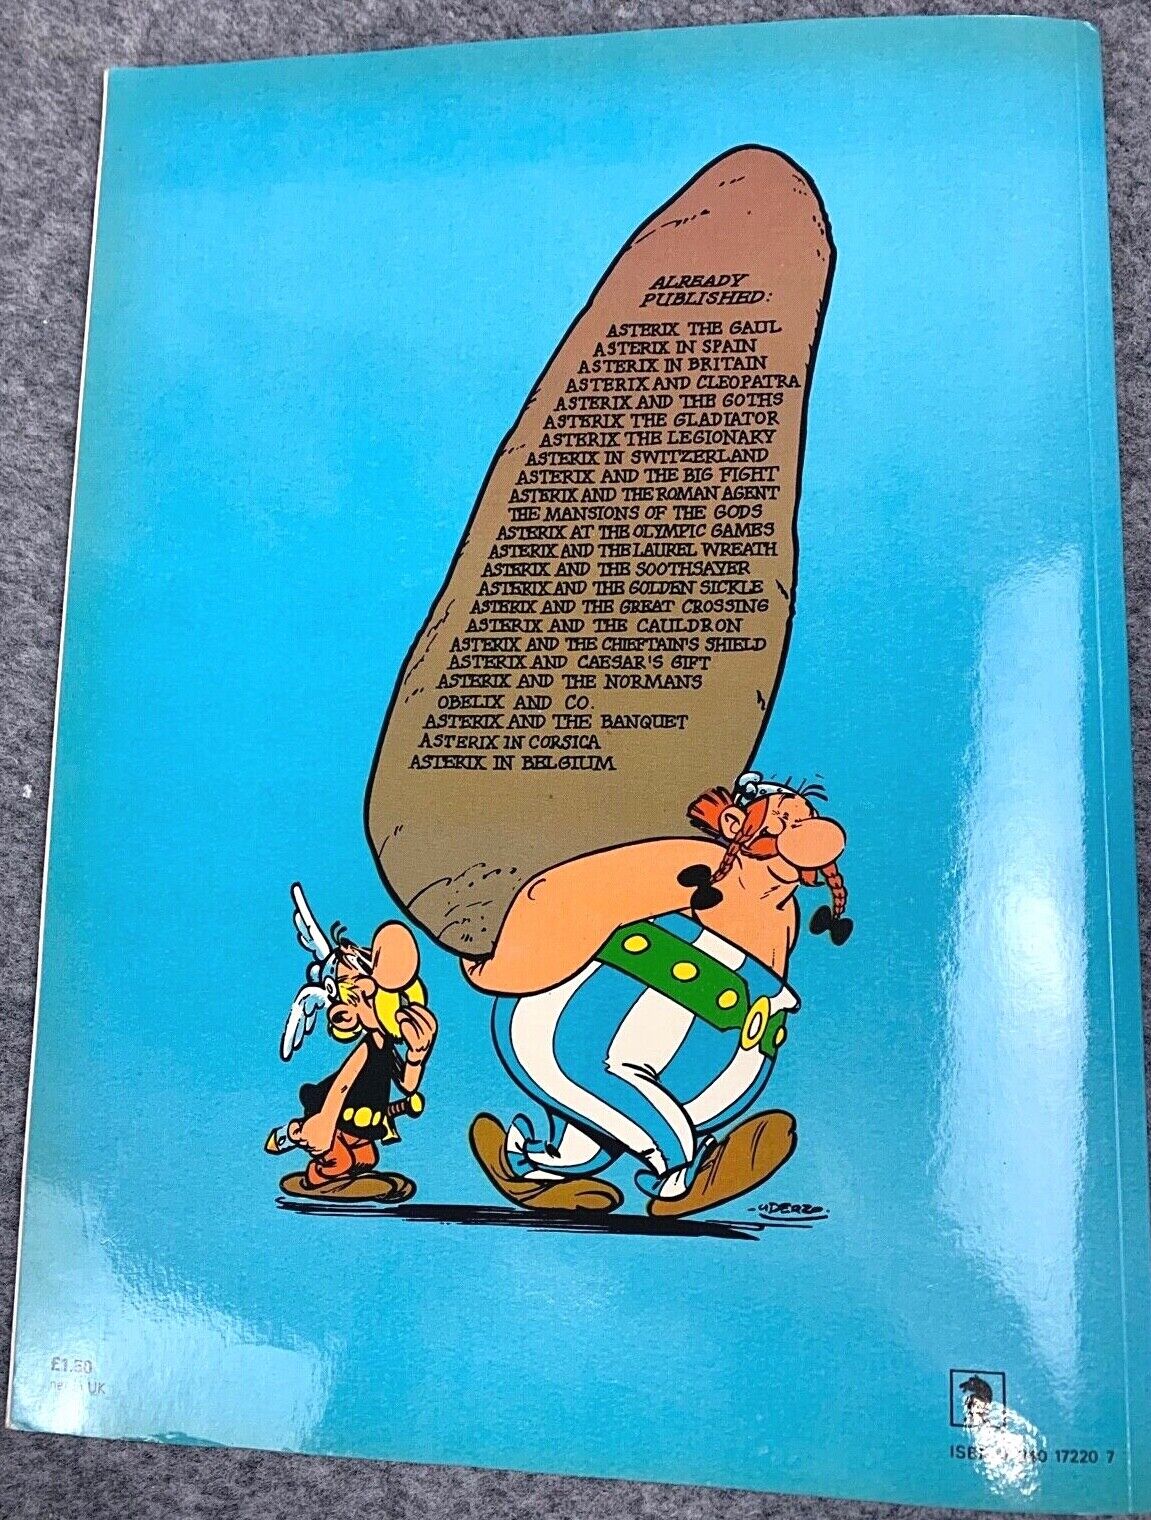 ALREADY
PUBLISHED:
ASTERIX THE GAUL
ASTERIX IN SPAIN
ASTERIX IN BRITAIN
ASTERIX AND CLEOPATRA
ASTERIX AND THE GOTHS
ASTERIX THE GLADIATOR
ASTERIX THE LEGIONARY
ASTERIX IN SWITZERLAND
ASTERIX AND THE BIG FIGHT
ASTERIX AND THE ROMAN AGENT
THE MANSIONS OF THE GODS
ASTERIX AT THE OLYMPIC GAMES
ASTERIX AND THE LAUREL WREATH
ASTERIX AND THE SOOTHSAYER
ASTERIX AND THE GOLDEN SICKLE
ASTERIX AND THE GREAT CROSSING
ASTERIX AND THE CAULDRON
ASTERIX AND THE CHIEFTAIN'S SHIELD
ASTERIX AND CAESAR'S GIFT
ASTERIX AND THE NORMANS
OBELIX AND CO.
ASTERIX AND THE BANQUET
ASTERIX IN CORSICA
ASTERIX IN BELGIUM
-UDERZO-
£1.50
UK
17220 7